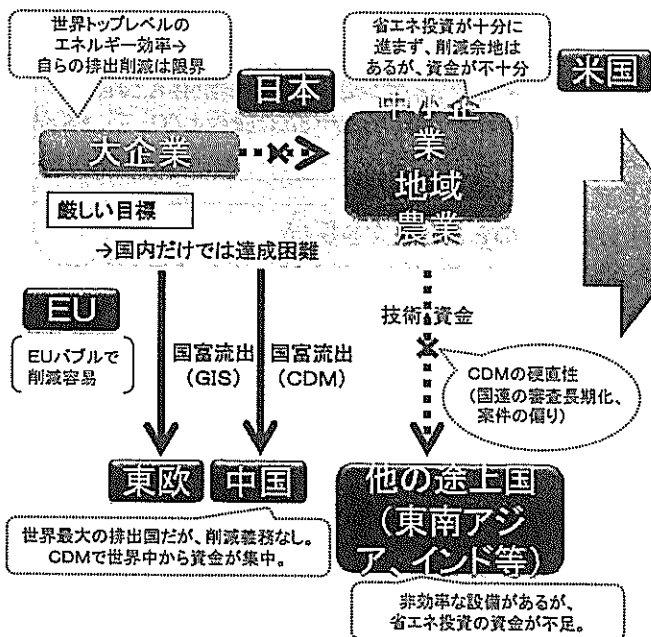 世界トップレベルの
エネルギー効率→
自らの排出削減は限界
日本
省エネ投資が十分に
進まず、削減余地は
あるが、資金が不十分
米国
大企業
中小企
業
地域
農業
厳しい目標
→国内だけでは達成困難
EU
EUバブルで
削減容易
国富流出
(GIS)
国富流出
(CDM)
技術・資金
CDMの硬直性
(国連の審査長期化、
案件の偏り)
東欧
中国
他の途上国
(東南アジ
ア、インド等)
世界最大の排出国だが、削減義務なし。
CDMで世界中から資金が集中。
非効率な設備があるが、
省エネ投資の資金が不足。